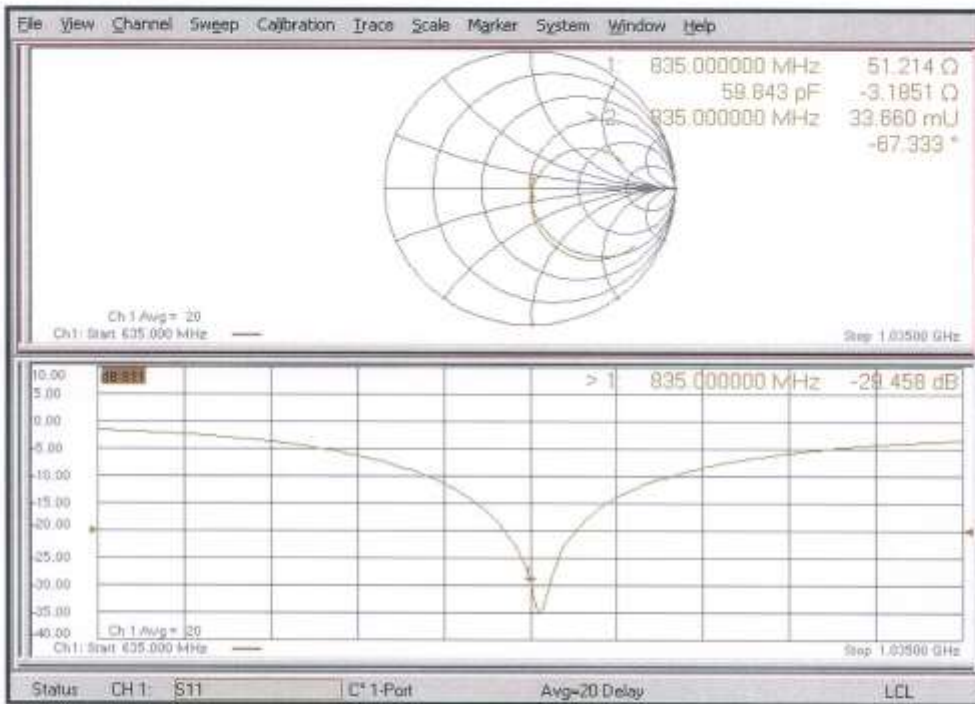 File View Channel Sweep Calibration Trace Scale Marker System Window Help
1: 835.000000 MHz 51.214 Ω
59.843 pF -3.1851 Ω
> 2: 835.000000 MHz 33.660 mU
-67.333 °
Ch 1 Avg = 20
Ch1: Start 635.000 MHz
Stop 1.03500 GHz
10.00
dB S11
> 1: 835.000000 MHz -29.458 dB
5.00
0.00
-5.00
-10.00
-15.00
-20.00
-25.00
-30.00
-35.00
-40.00
Ch 1 Avg = 20
Ch1: Start 635.000 MHz
Stop 1.03500 GHz
Status CH 1: S11 C* 1-Port Avg=20 Delay LCL